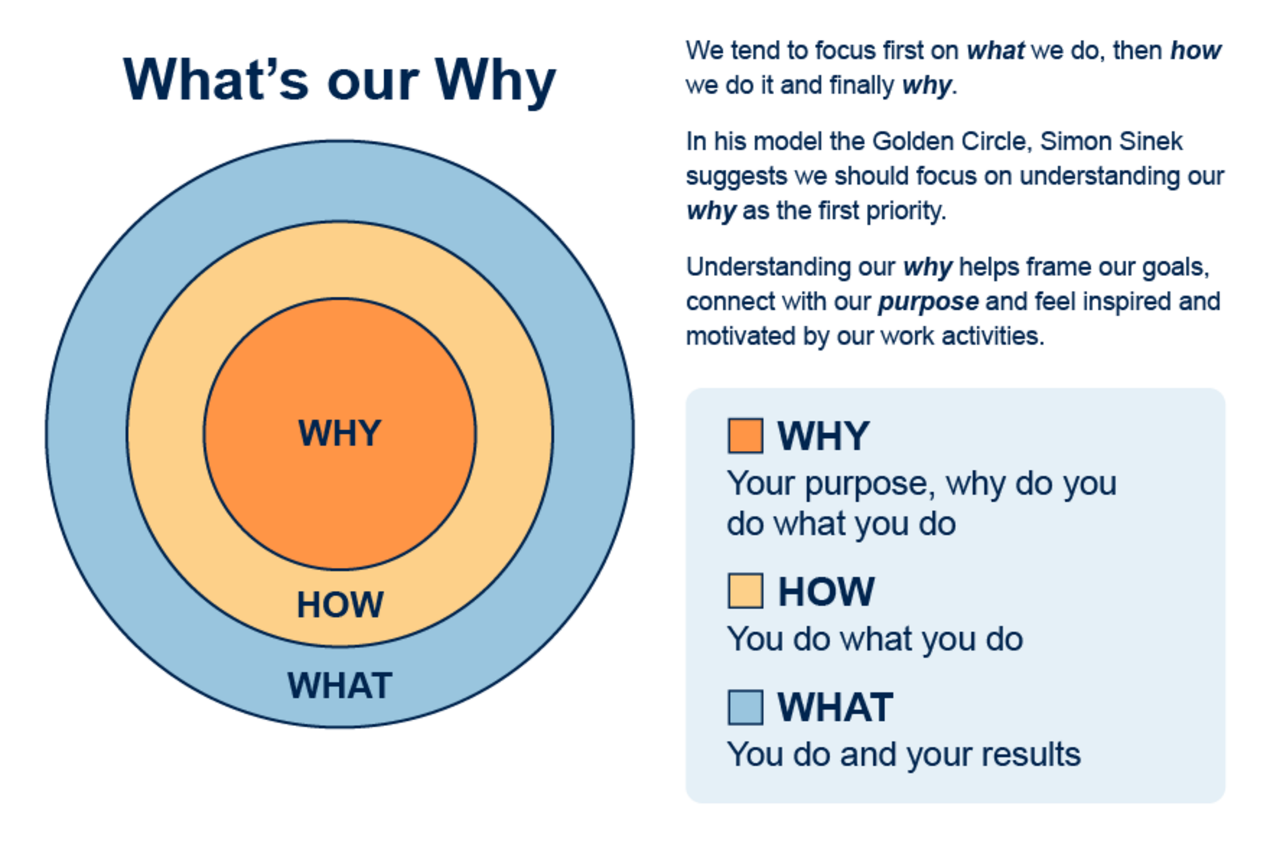 What’s our Why
WHY
HOW
WHAT
We tend to focus first on what we do, then how
we do it and finally why.
In his model the Golden Circle, Simon Sinek
suggests we should focus on understanding our
why as the first priority.
Understanding our why helps frame our goals,
connect with our purpose and feel inspired and
motivated by our work activities.
WHY
Your purpose, why do you
do what you do
HOW
You do what you do
WHAT
You do and your results